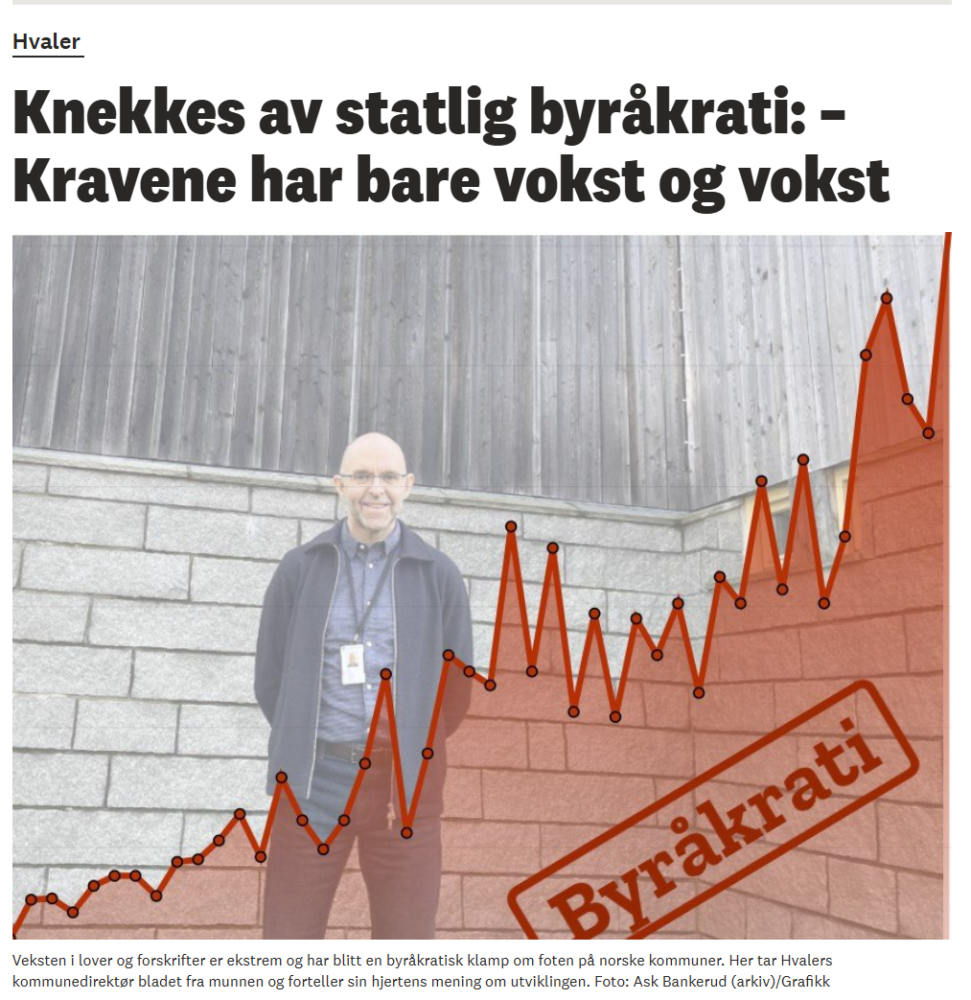 Hvaler
Knekkes av statlig byråkrati: –
Kravene har bare vokst og vokst
Byråkrati
Veksten i lover og forskrifter er ekstrem og har blitt en byråkratisk klamp om foten på norske kommuner. Her tar Hvalers
kommunedirektør bladet fra munnen og forteller sin hjertens mening om utviklingen. Foto: Ask Bankerud (arkiv)/Grafikk